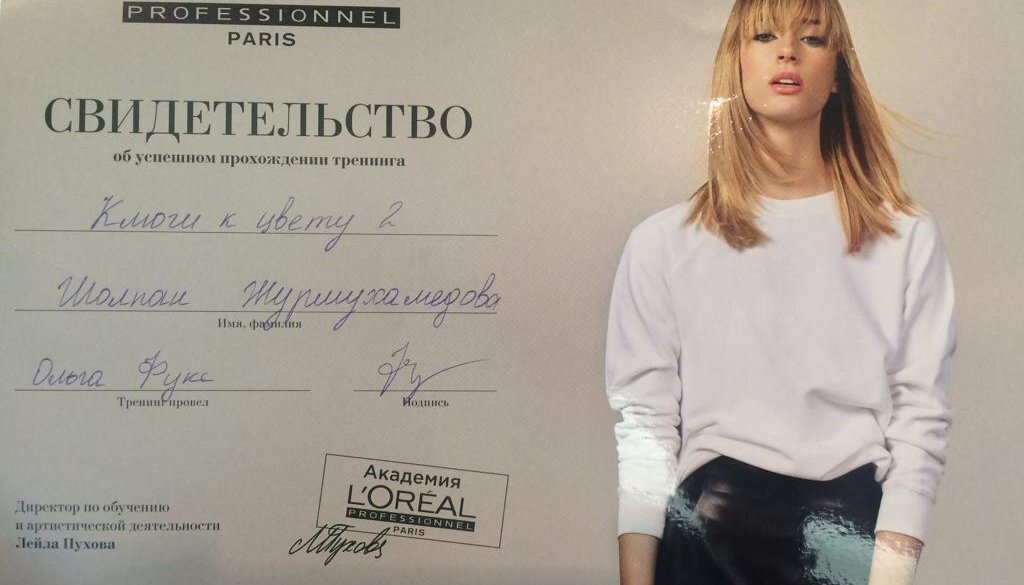 PROFESSIONNEL
PARIS
СВИДЕТЕЛЬСТВО
об успешном прохождении тренинга
Ключи к цвету 2
Шолпан Журмухамедова
Имя, фамилия
Ольга Фукс
Тренинг провел
Подпись
Академия
L'ORÉAL
PROFESSIONNEL
PARIS
Директор по обучению
и артистической деятельности
Лейла Пухова